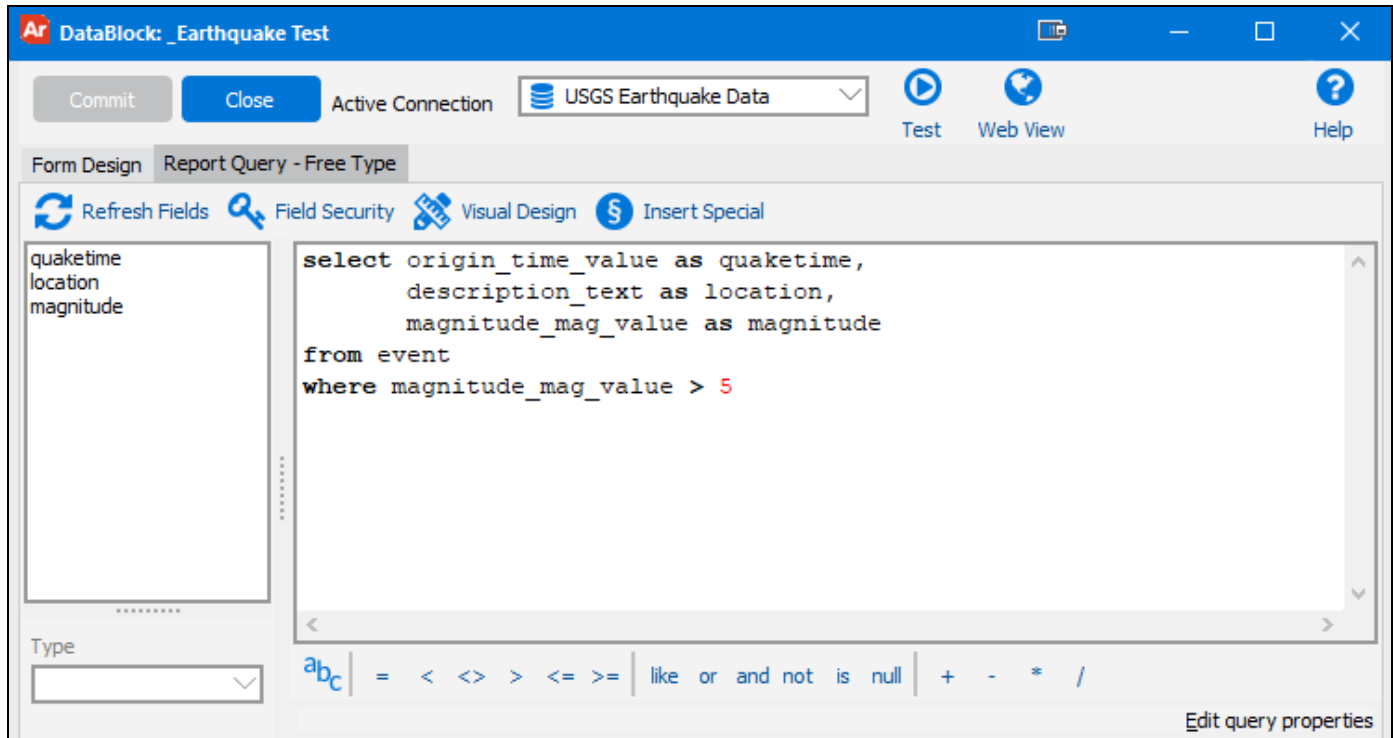 Ar DataBlock: _Earthquake Test
Commit Close Active Connection USGS Earthquake Data Test Web View Help
Form Design Report Query - Free Type
Refresh Fields Field Security Visual Design § Insert Special
quaketime
location
magnitude
select origin_time_value as quaketime,
description_text as location,
magnitude_mag_value as magnitude
from event
where magnitude_mag_value > 5
Type
abc = < <> > <= >= like or and not is null + - * /
Edit query properties